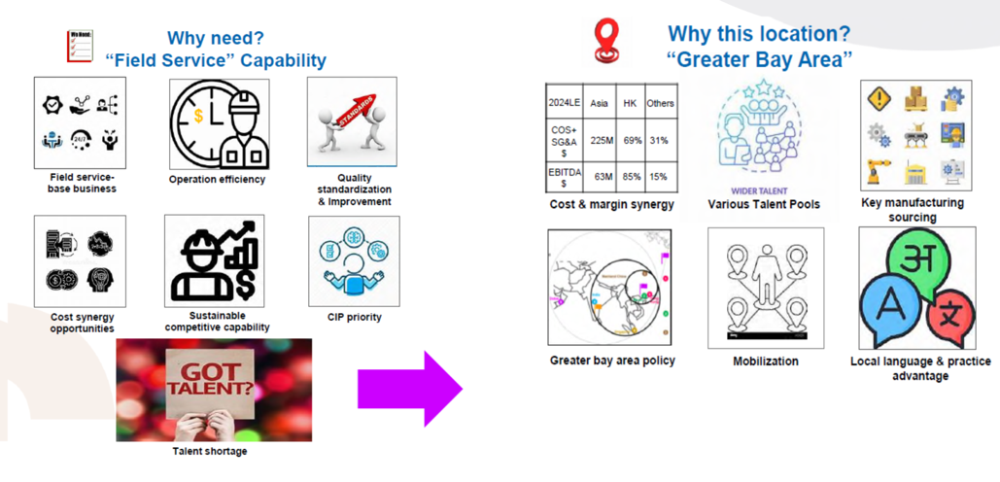 We Need:
Why need?
“Field Service” Capability
24/7
Field service-
base business
$
Operation efficiency
STANDARDS
Quality
standardization
& Improvement
Cost synergy
opportunities
$
Sustainable
competitive capability
CIP priority
GOT
TALENT?
Talent shortage
Why this location?
“Greater Bay Area”
2024LE Asia HK Others
COS+
SG&A
$ 225M 69% 31%
EBITDA
$ 63M 85% 15%
Cost & margin synergy
WIDER TALENT
Various Talent Pools
Key manufacturing
sourcing
Greater bay area policy
Mobilization
अ
A
文
Local language & practice
advantage